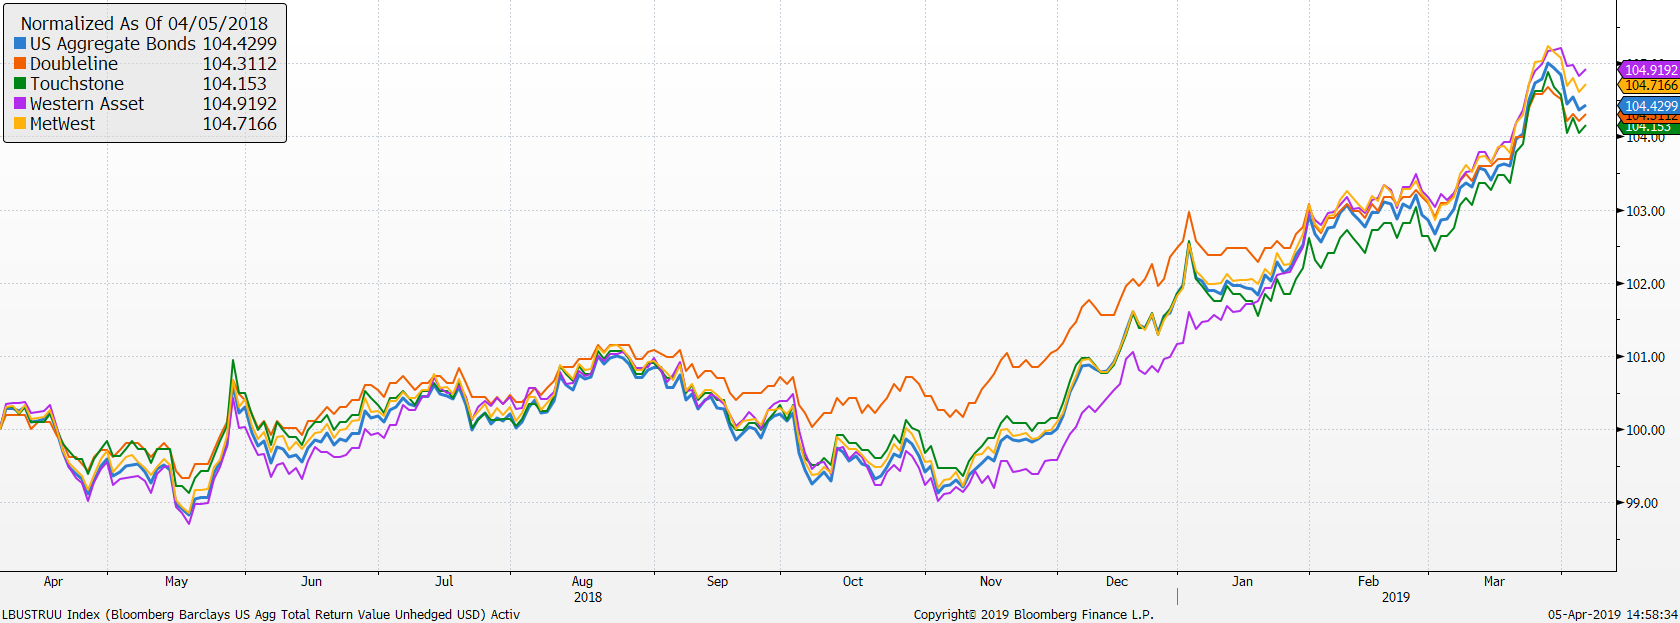 Normalized As Of 04/05/2018
US Aggregate Bonds 104.4299
Doubleline 104.3112
Touchstone 104.153
Western Asset 104.9192
MetWest 104.7166
104.9192
104.7166
104.4299
104.3112
104.153
104.00
103.00
102.00
101.00
100.00
99.00
Apr May Jun Jul Aug Sep Oct Nov Dec Jan Feb Mar
2018 2019
LBUSTRUU Index (Bloomberg Barclays US Agg Total Return Value Unhedged USD) Activ Copyright© 2019 Bloomberg Finance L.P. 05-Apr-2019 14:58:34